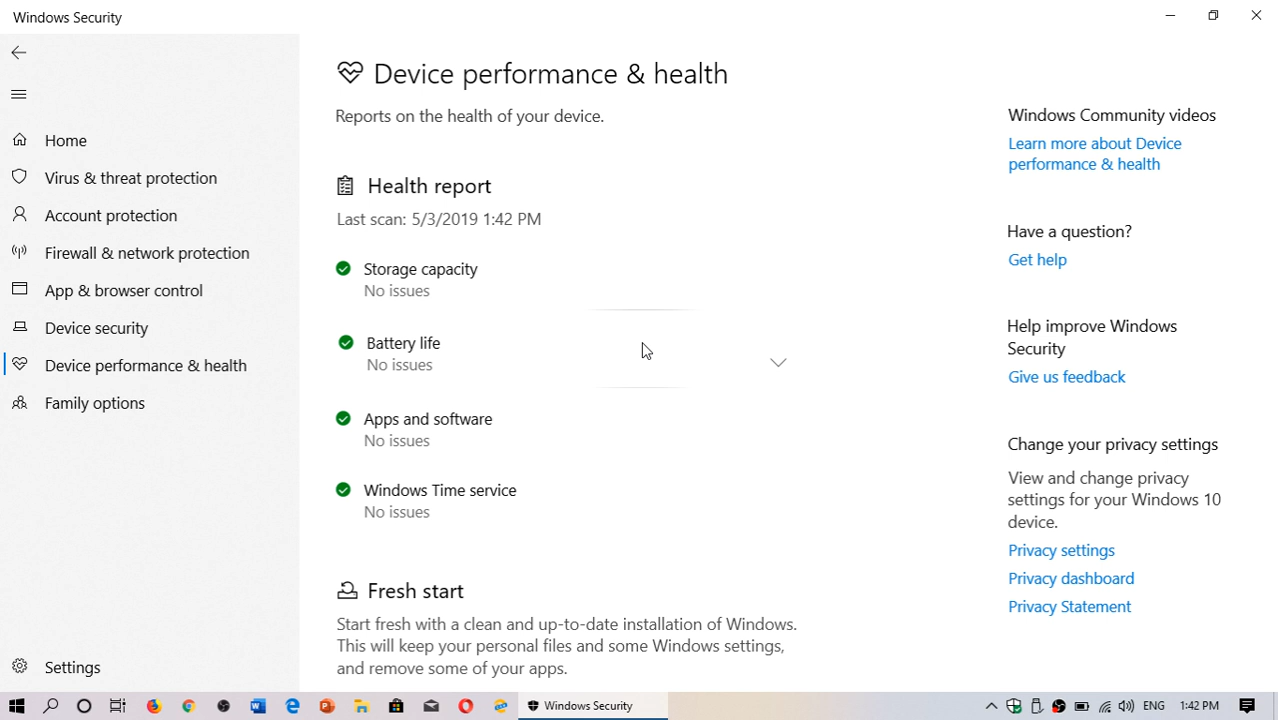 Windows Security
Home
Virus & threat protection
Account protection
Firewall & network protection
App & browser control
Device security
Device performance & health
Family options
Settings
Device performance & health
Reports on the health of your device.
Health report
Last scan: 5/3/2019 1:42 PM
Storage capacity
No issues
Battery life
No issues
Apps and software
No issues
Windows Time service
No issues
Fresh start
Start fresh with a clean and up-to-date installation of Windows.
This will keep your personal files and some Windows settings,
and remove some of your apps.
Windows Community videos
Learn more about Device
performance & health
Have a question?
Get help
Help improve Windows
Security
Give us feedback
Change your privacy settings
View and change privacy
settings for your Windows 10
device.
Privacy settings
Privacy dashboard
Privacy Statement
Windows Security
ENG
1:42 PM